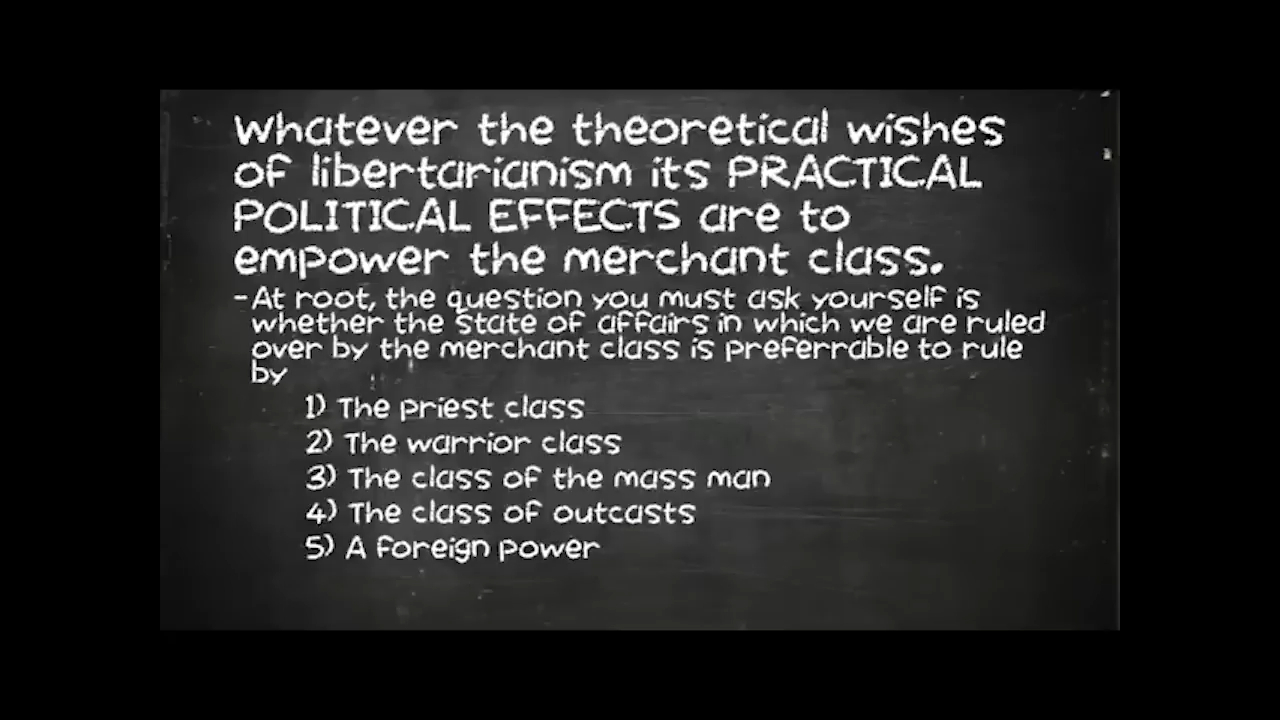 Whatever the theoretical wishes
of libertarianism its PRACTICAL
POLITICAL EFFECTS are to
empower the merchant class.
-At root, the question you must ask yourself is
whether the state of affairs in which we are ruled
over by the merchant class is preferrable to rule
by
1) The priest class
2) The warrior class
3) The class of the mass man
4) The class of outcasts
5) A foreign power